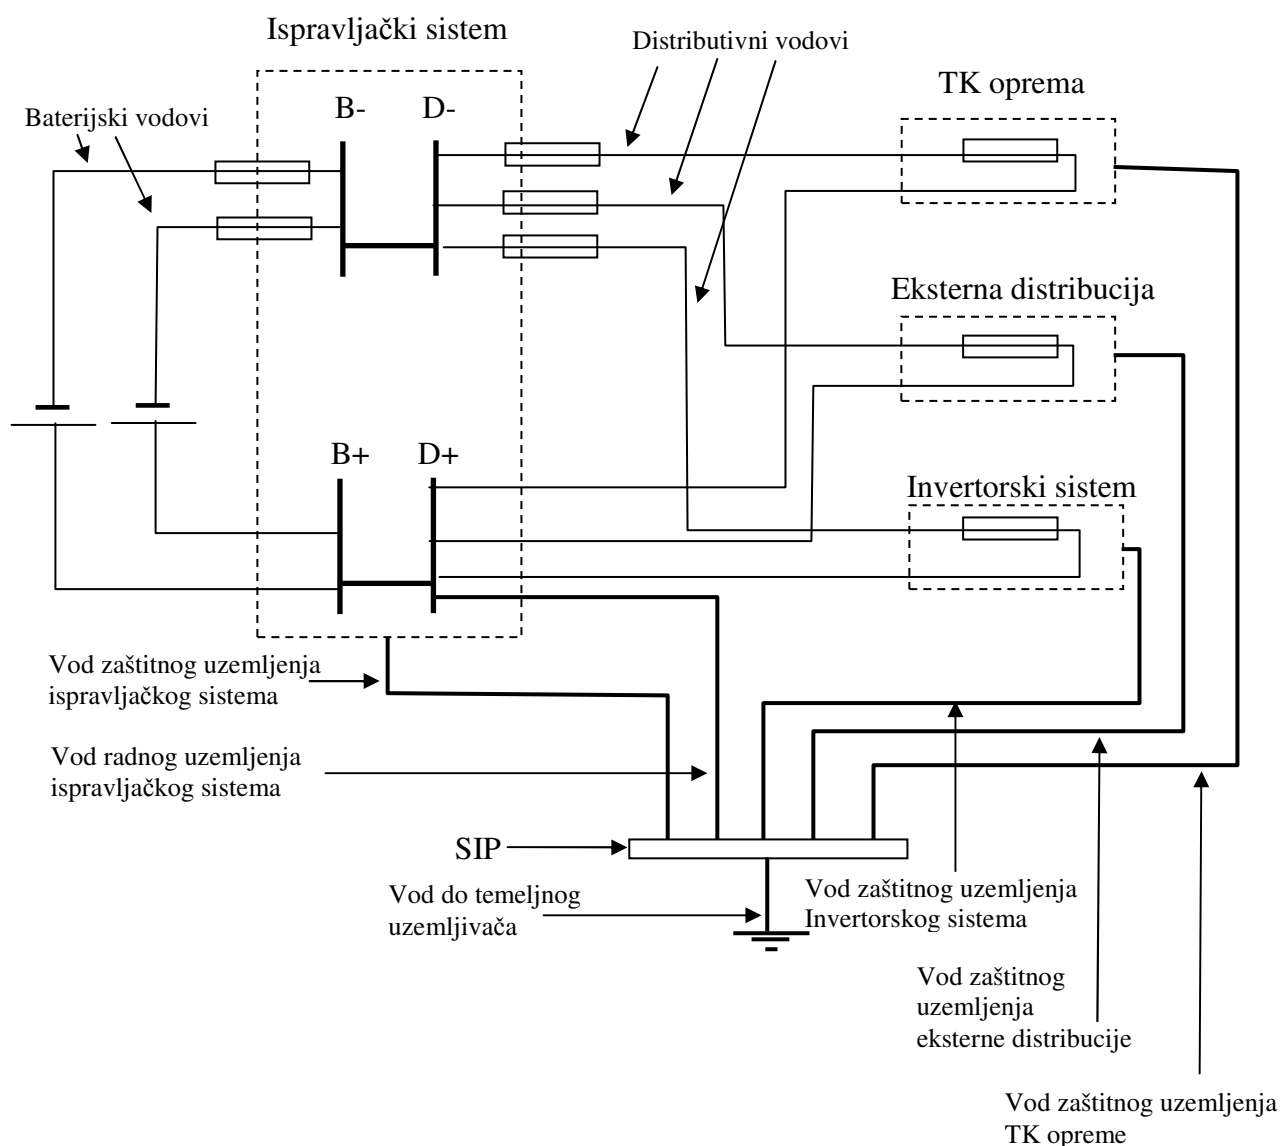 Ispravljački sistem
Distributivni vodovi
TK oprema
Baterijski vodovi
B-
D-
Eksterna distribucija
B+
D+
Invertorski sistem
Vod zaštitnog uzemljenja
ispravljačkog sistema
Vod radnog uzemljenja
ispravljačkog sistema
SIP
Vod do temeljnog
uzemljivača
Vod zaštitnog uzemljenja
Invertorskog sistema
Vod zaštitnog
uzemljenja
eksterne distribucije
Vod zaštitnog uzemljenja
TK opreme